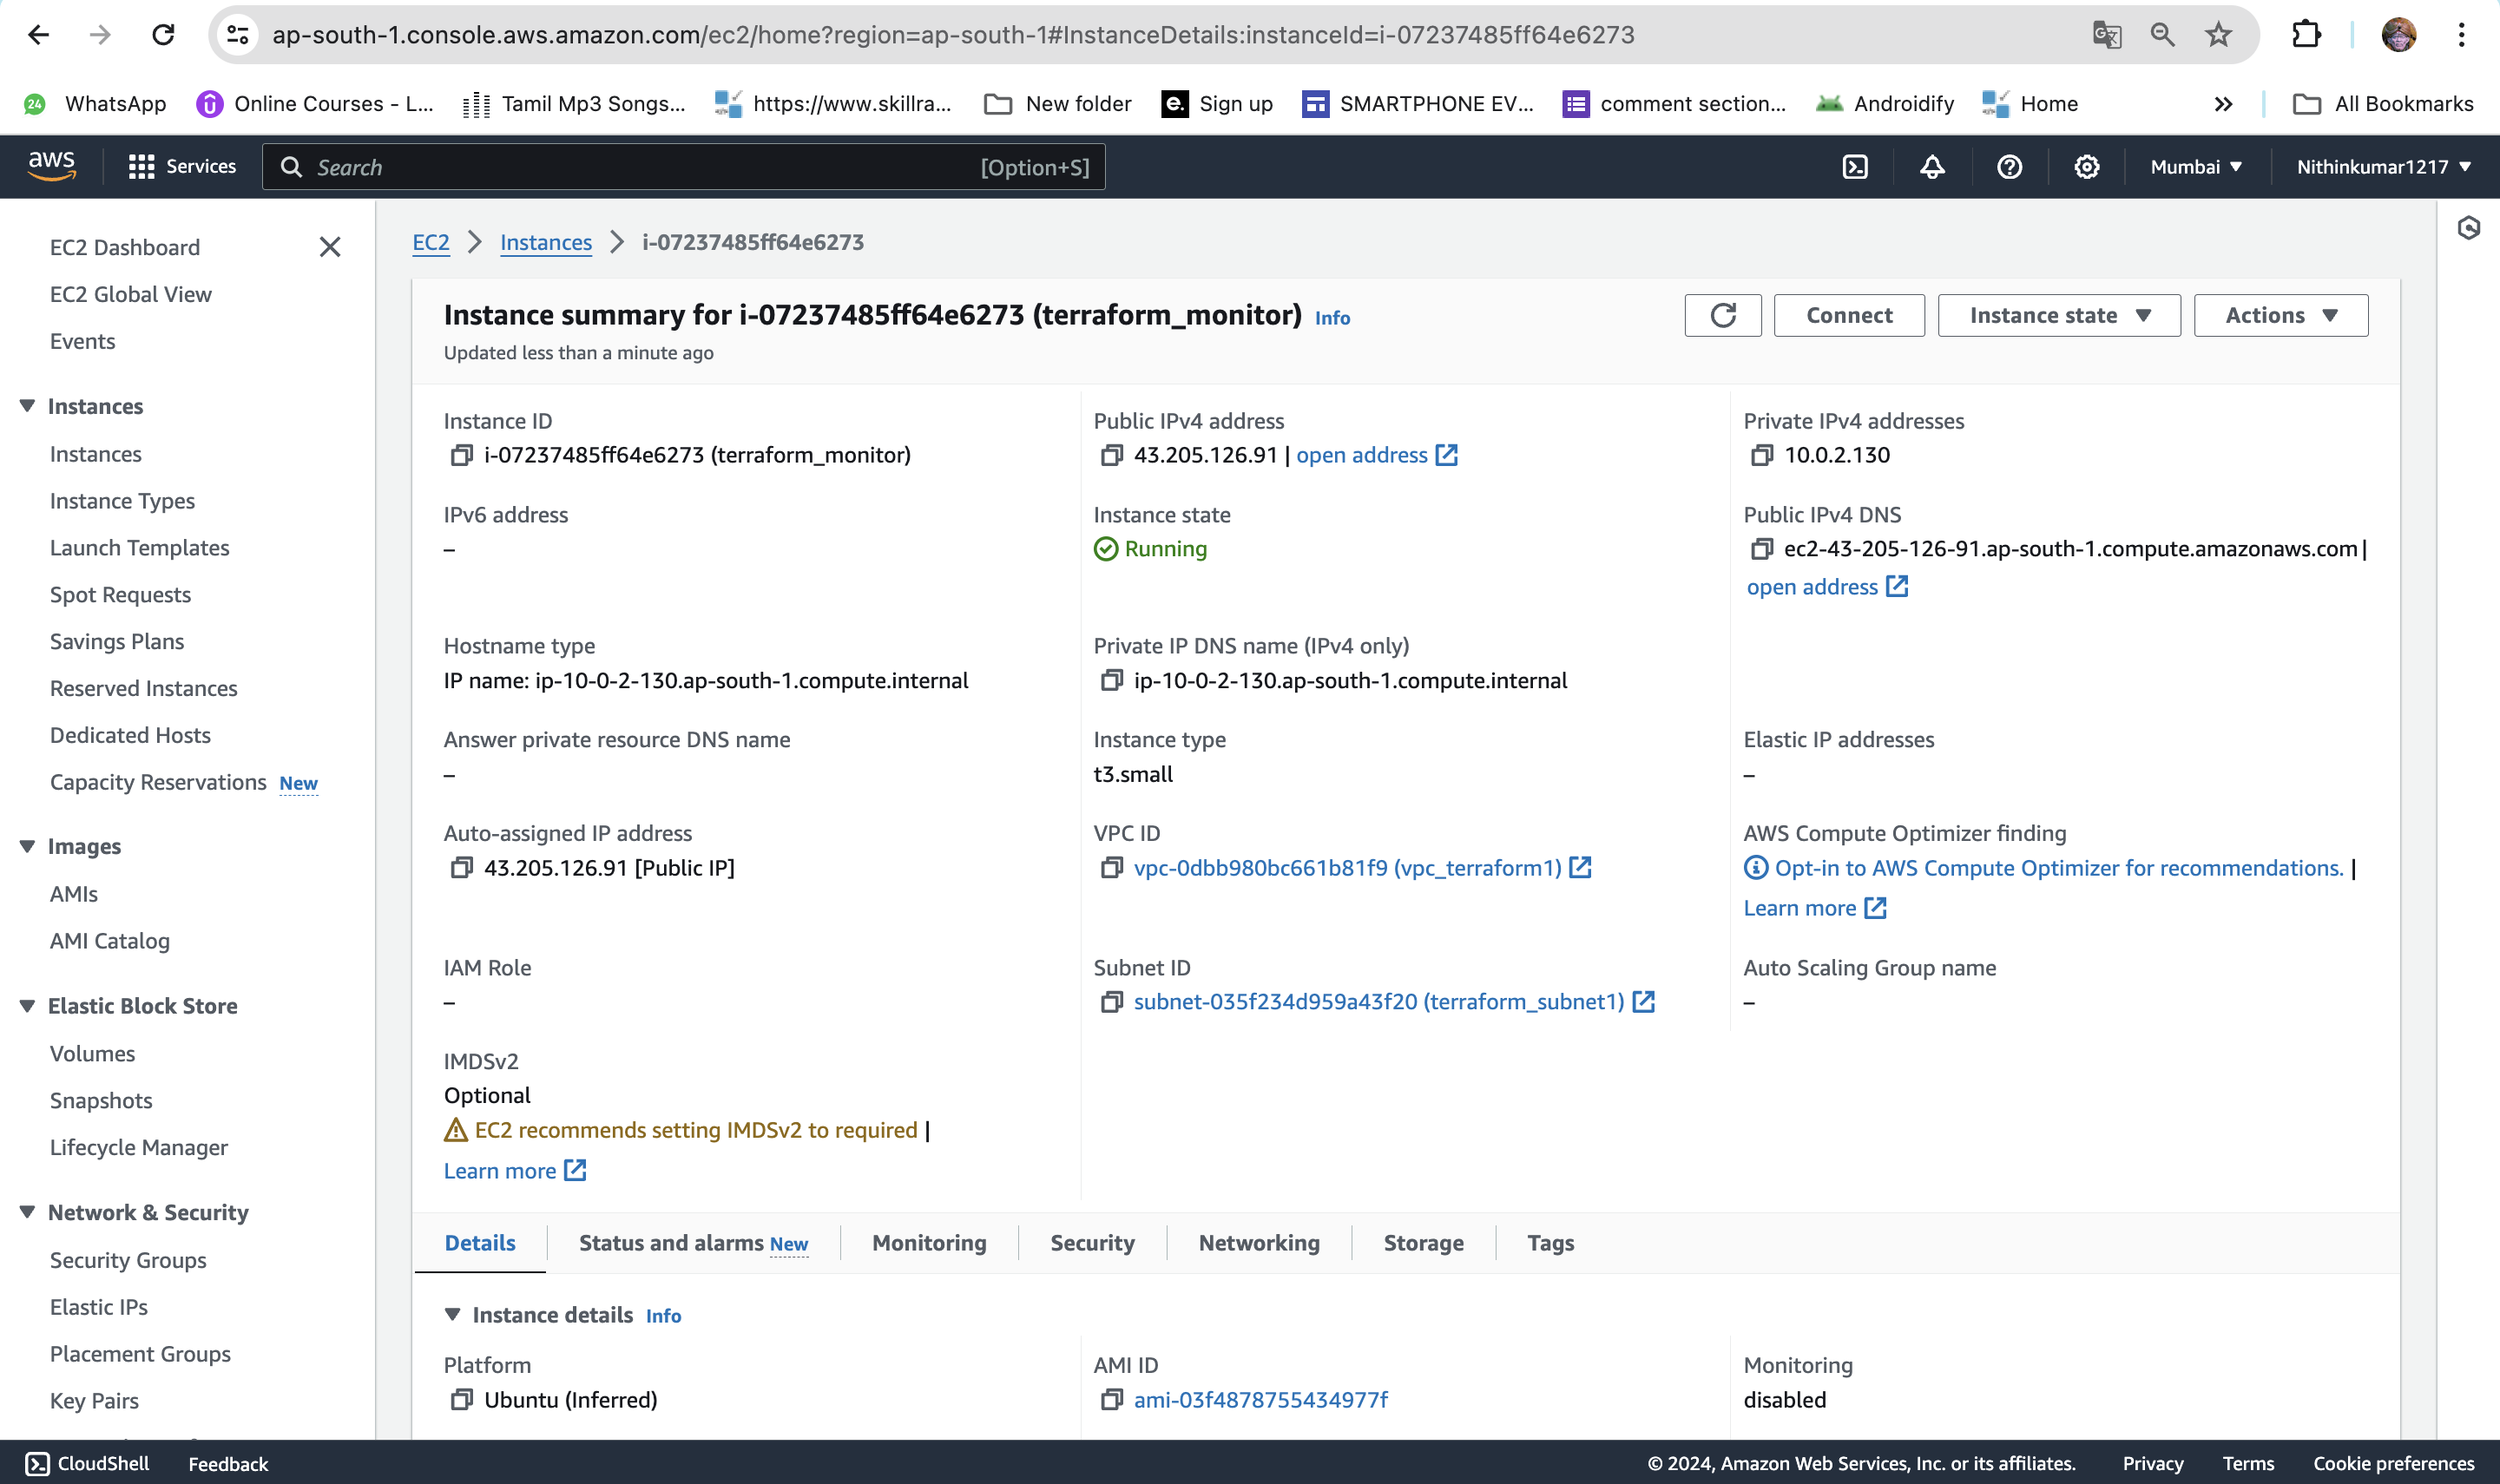 ap-south-1.console.aws.amazon.com/ec2/home?region=ap-south-1#InstanceDetails:instanceId=i-07237485ff64e6273
24 WhatsApp Online Courses - L... Tamil Mp3 Songs... https://www.skillra... New folder e. Sign up SMARTPHONE EV... comment section... Androidify Home » All Bookmarks
aws Services Search [Option+S] Mumbai Nithinkumar1217
EC2 Dashboard
EC2 Global View
Events
Instances
Instances
Instance Types
Launch Templates
Spot Requests
Savings Plans
Reserved Instances
Dedicated Hosts
Capacity Reservations New
Images
AMIs
AMI Catalog
Elastic Block Store
Volumes
Snapshots
Lifecycle Manager
Network & Security
Security Groups
Elastic IPs
Placement Groups
Key Pairs
EC2 > Instances > i-07237485ff64e6273
Instance summary for i-07237485ff64e6273 (terraform_monitor) Info
Updated less than a minute ago
Connect Instance state Actions
Instance ID
i-07237485ff64e6273 (terraform_monitor)
Public IPv4 address
43.205.126.91 | open address
Private IPv4 addresses
10.0.2.130
IPv6 address
–
Instance state
Running
Public IPv4 DNS
ec2-43-205-126-91.ap-south-1.compute.amazonaws.com |
open address
Hostname type
IP name: ip-10-0-2-130.ap-south-1.compute.internal
Private IP DNS name (IPv4 only)
ip-10-0-2-130.ap-south-1.compute.internal
Answer private resource DNS name
–
Instance type
t3.small
Elastic IP addresses
–
Auto-assigned IP address
43.205.126.91 [Public IP]
VPC ID
vpc-0dbb980bc661b81f9 (vpc_terraform1)
AWS Compute Optimizer finding
Opt-in to AWS Compute Optimizer for recommendations. |
Learn more
IAM Role
–
Subnet ID
subnet-035f234d959a43f20 (terraform_subnet1)
Auto Scaling Group name
–
IMDSv2
Optional
EC2 recommends setting IMDSv2 to required |
Learn more
Details Status and alarms New Monitoring Security Networking Storage Tags
Instance details Info
Platform
Ubuntu (Inferred)
AMI ID
ami-03f4878755434977f
Monitoring
disabled
CloudShell Feedback © 2024, Amazon Web Services, Inc. or its affiliates. Privacy Terms Cookie preferences